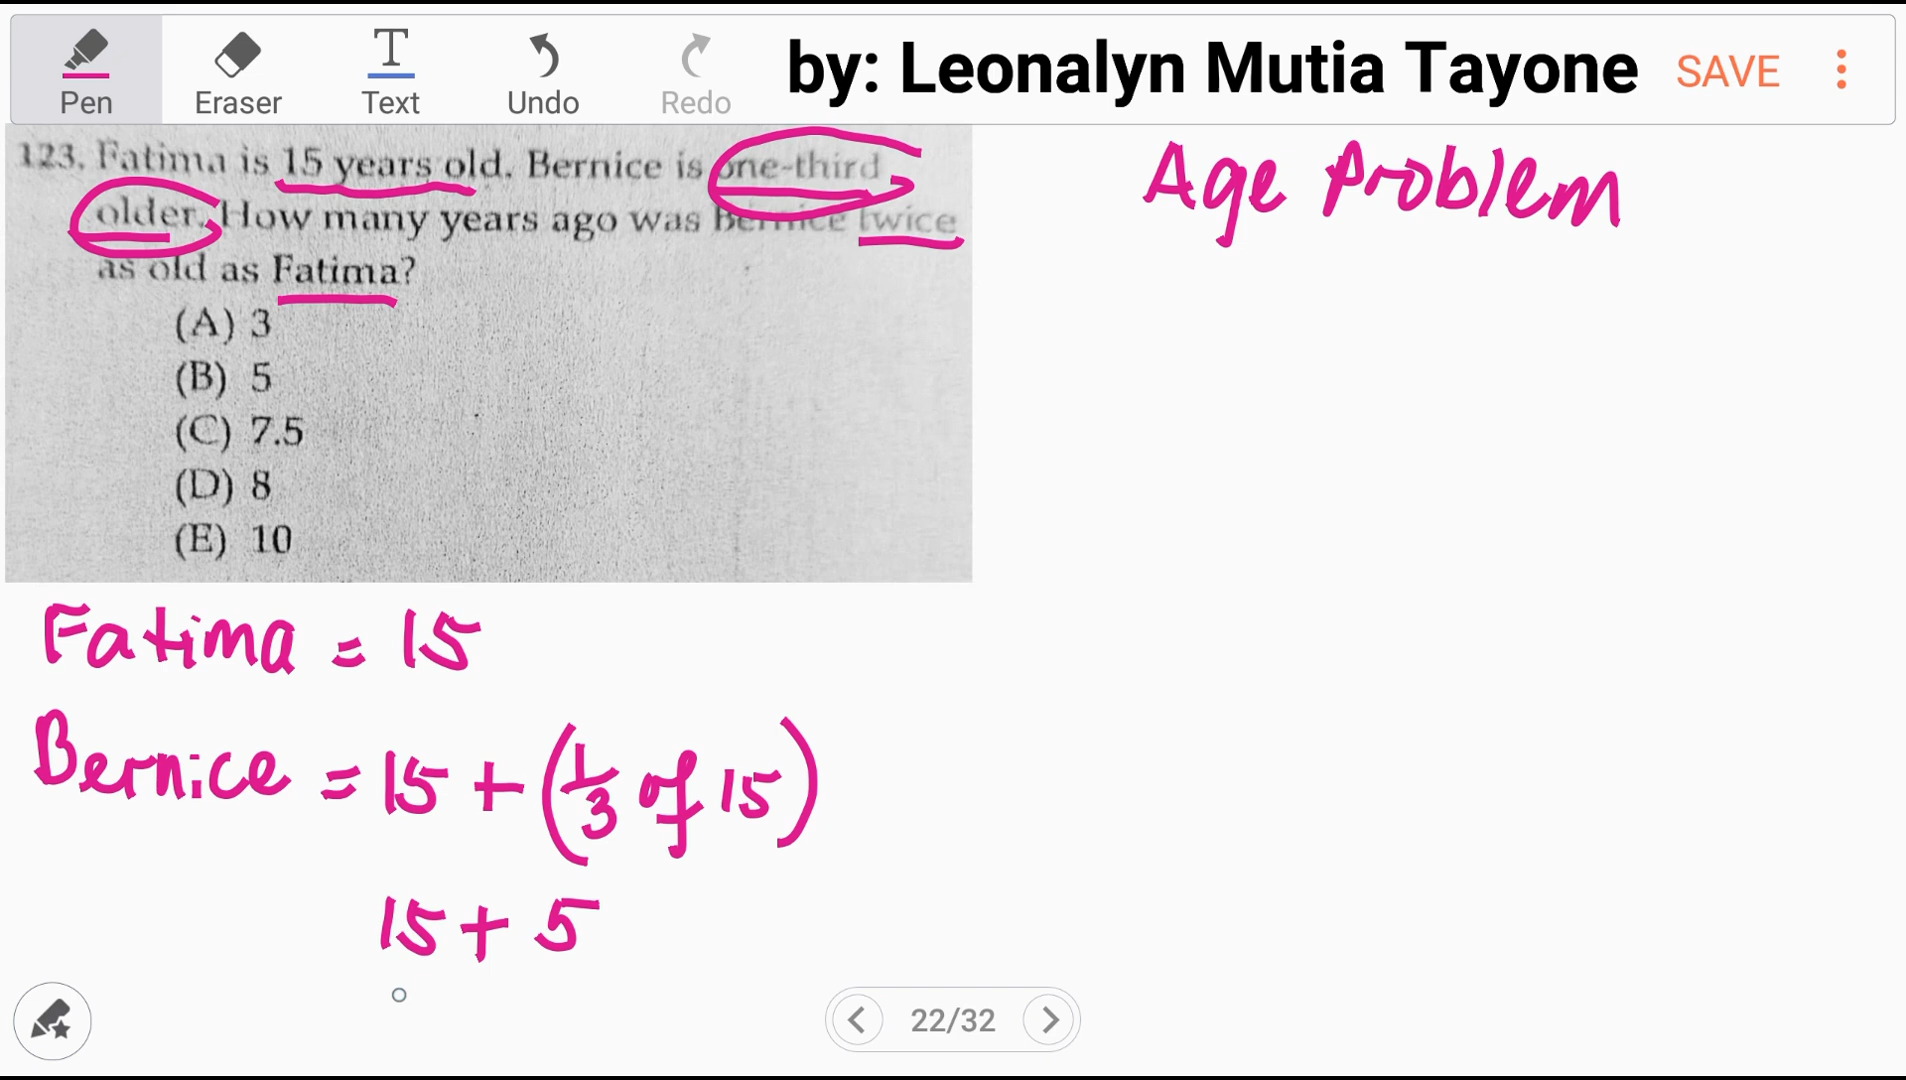 Pen Eraser Text Undo Redo by: Leonalyn Mutia Tayone SAVE
123. Fatima is 15 years old. Bernice is one-third
older. How many years ago was Bernice twice
as old as Fatima?
(A) 3
(B) 5
(C) 7.5
(D) 8
(E) 10
Age Problem
Fatima = 15
Bernice = 15 + (1/3 of 15)
15 + 5
22/32